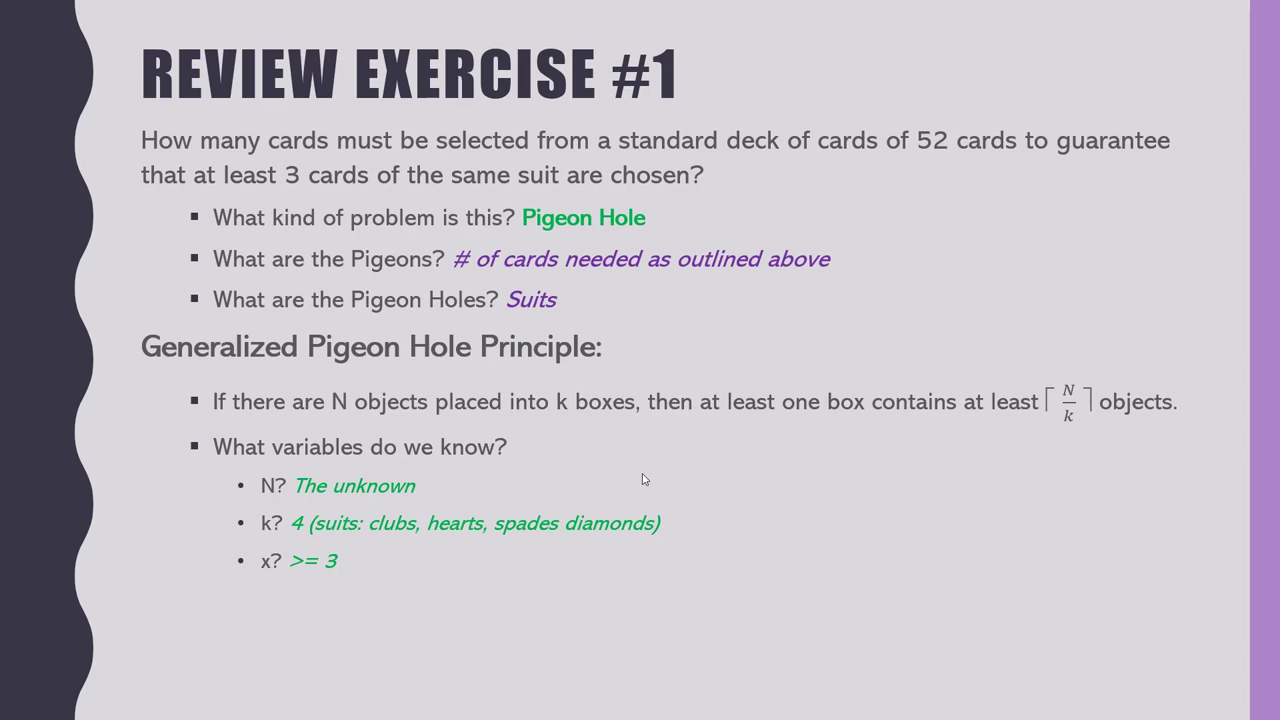 REVIEW EXERCISE #1
How many cards must be selected from a standard deck of cards of 52 cards to guarantee
that at least 3 cards of the same suit are chosen?
▪ What kind of problem is this? Pigeon Hole
▪ What are the Pigeons? # of cards needed as outlined above
▪ What are the Pigeon Holes? Suits
Generalized Pigeon Hole Principle:
▪ If there are N objects placed into k boxes, then at least one box contains at least ⌈N/k⌉ objects.
▪ What variables do we know?
• N? The unknown
• k? 4 (suits: clubs, hearts, spades diamonds)
• x? >= 3